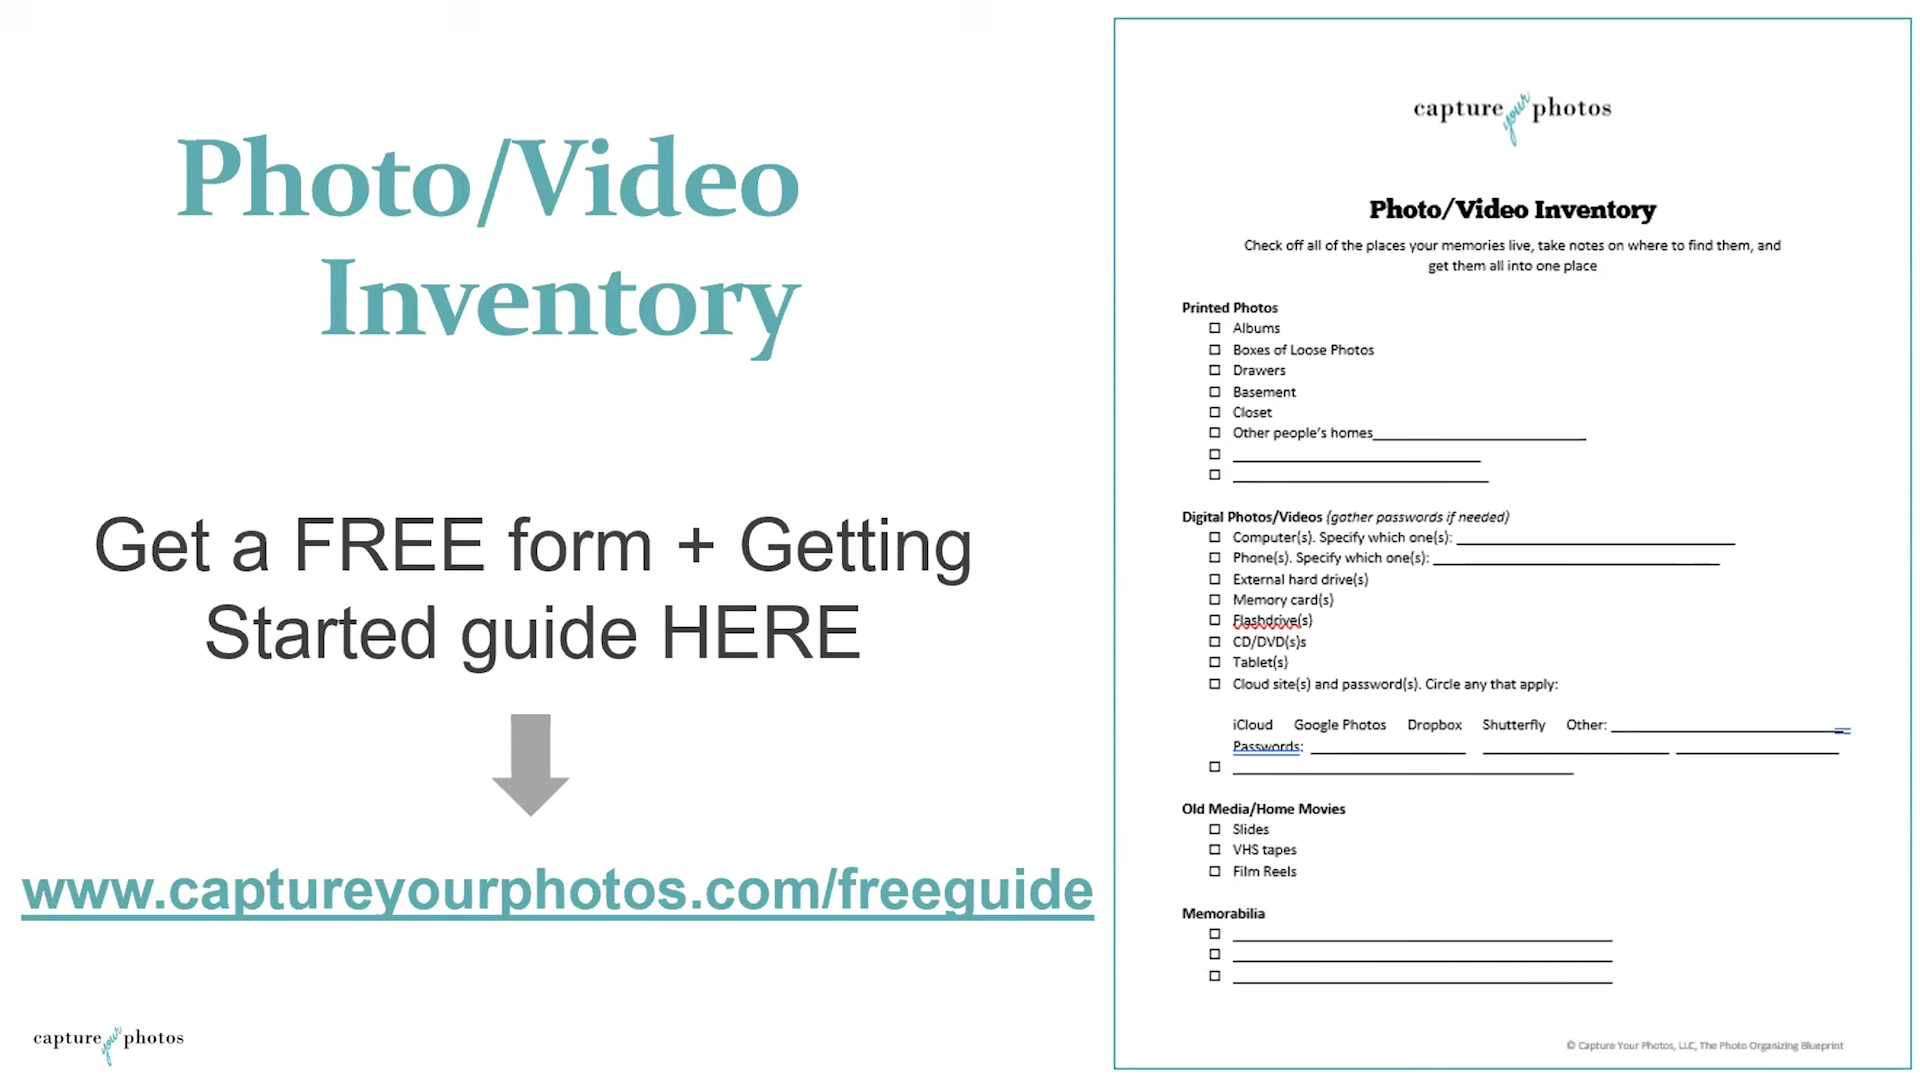 Photo/Video
Inventory
Get a FREE form + Getting
Started guide HERE
www.captureyourphotos.com/freeguide
capture your photos
capture your photos
Photo/Video Inventory
Check off all of the places your memories live, take notes on where to find them, and
get them all into one place
Printed Photos
Albums
Boxes of Loose Photos
Drawers
Basement
Closet
Other people's homes
Digital Photos/Videos (gather passwords if needed)
Computer(s). Specify which one(s):
Phone(s). Specify which one(s):
External hard drive(s)
Memory card(s)
Flashdrive(s)
CD/DVD(s)s
Tablet(s)
Cloud site(s) and password(s). Circle any that apply:
iCloud Google Photos Dropbox Shutterfly Other:
Passwords:
Old Media/Home Movies
Slides
VHS tapes
Film Reels
Memorabilia
© Capture Your Photos, LLC, The Photo Organizing Blueprint